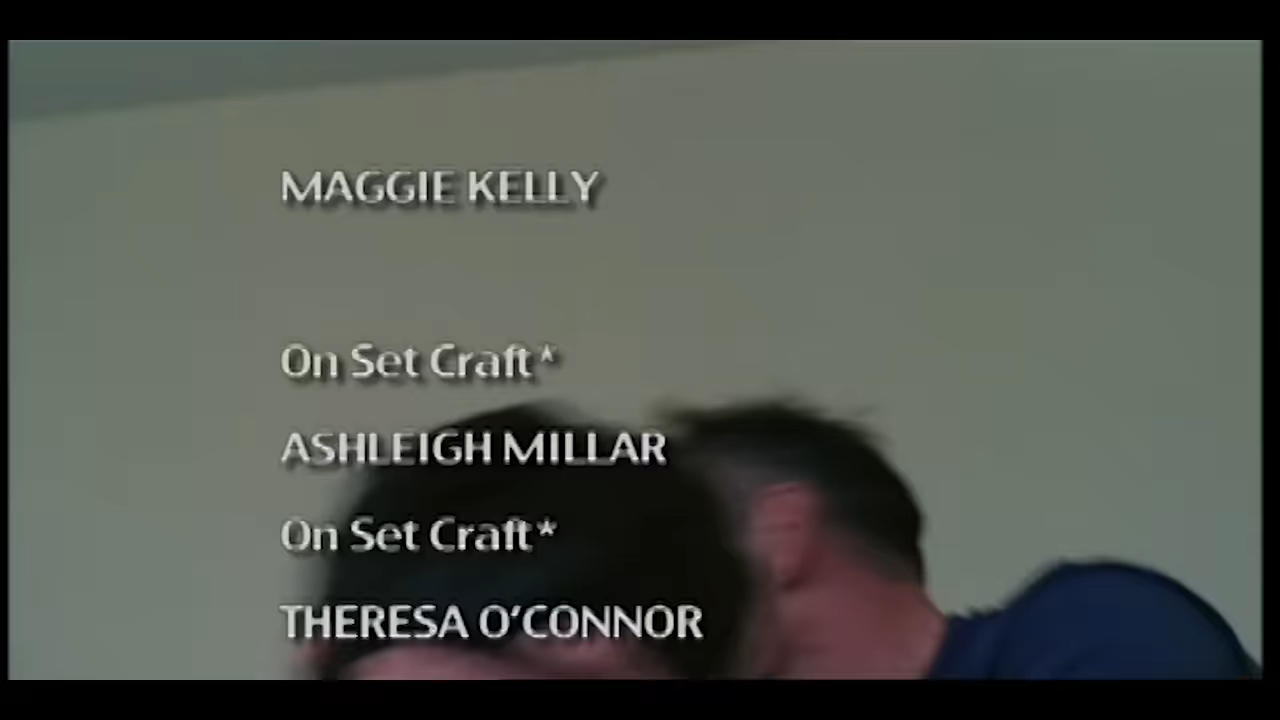 MAGGIE KELLY
On Set Craft*
ASHLEIGH MILLAR
On Set Craft*
THERESA O'CONNOR